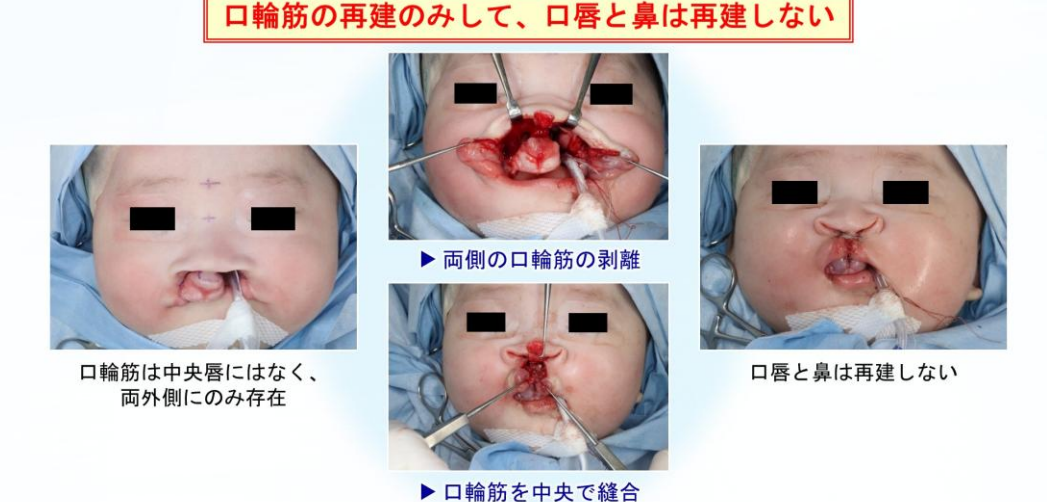 口輪筋の再建のみして、口唇と鼻は再建しない
▶ 両側の口輪筋の剥離
口輪筋は中央唇にはなく、
両外側にのみ存在
口唇と鼻は再建しない
▶ 口輪筋を中央で縫合